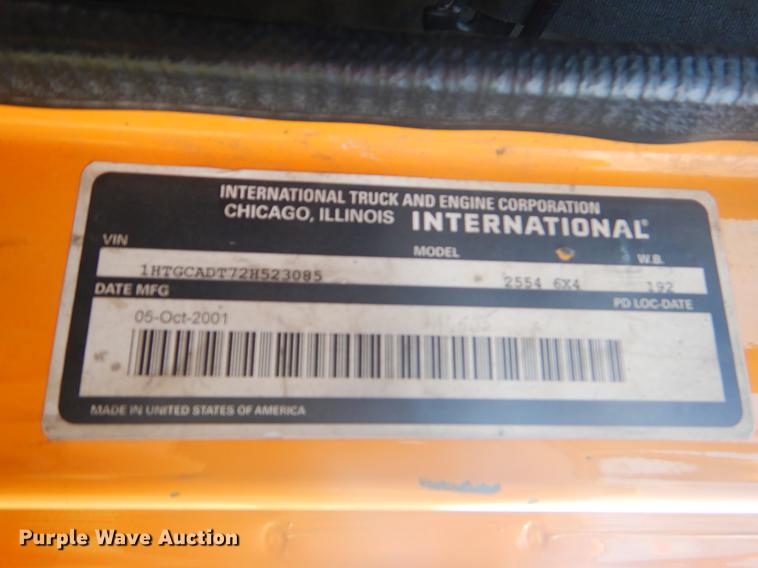 INTERNATIONAL TRUCK AND ENGINE CORPORATION
CHICAGO, ILLINOIS INTERNATIONAL®
VIN MODEL W.B.
1HTGCADT72H523085 2554 6X4 192
DATE MFG PD LOC-DATE
05-Oct-2001
MADE IN UNITED STATES OF AMERICA
Purple Wave Auction